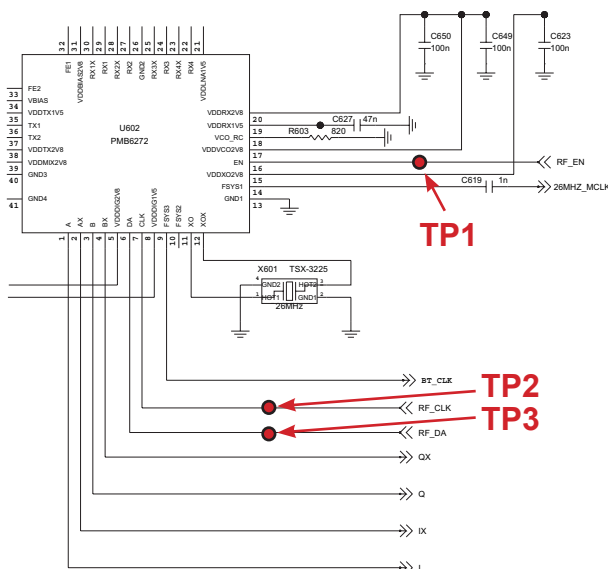 32 31 30 29 28 27 26 25 24 23 22 21
FE1 VDDBIAS2V8 RX1X RX1 RX2X RX2 GND2 RX3X RX3 RX4X RX4 VDDLNA1V5
C650 C649 C623
100n 100n 100n
33 FE2
34 VBIAS
35 VDDTX1V5
36 TX1
37 TX2
38 VDDTX2V8
39 VDDMIX2V8
40 GND3
41 GND4
U602
PMB6272
VDDRX2V8 20
VDDRX1V5 19
VCO_RC 18
VDDVCO2V8 17
EN 16
VDDXO2V8 15
FSYS1 14
GND1 13
C627 47n
R603 820
RF_EN
C619 1n
26MHZ_MCLK
TP1
A AX B BX VDDDIG2V8 DA CLK VDDDIG1V5 FSYS3 FSYS2 XO XOX
1 2 3 4 5 6 7 8 9 10 11 12
X601 TSX-3225
4 GND2 HOT2 3
1 HOT1 GND1 2
26MHz
BT_CLK
TP2
RF_CLK
TP3
RF_DA
QX
Q
IX
I